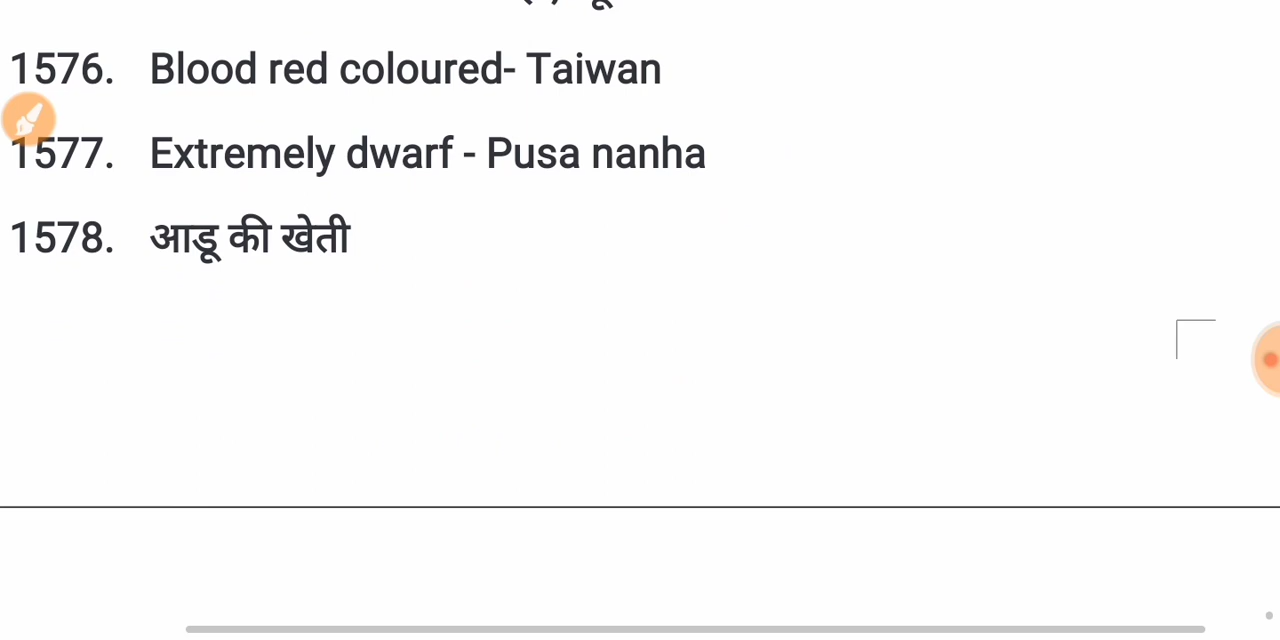 1576. Blood red coloured- Taiwan
1577. Extremely dwarf - Pusa nanha
1578. आडू की खेती